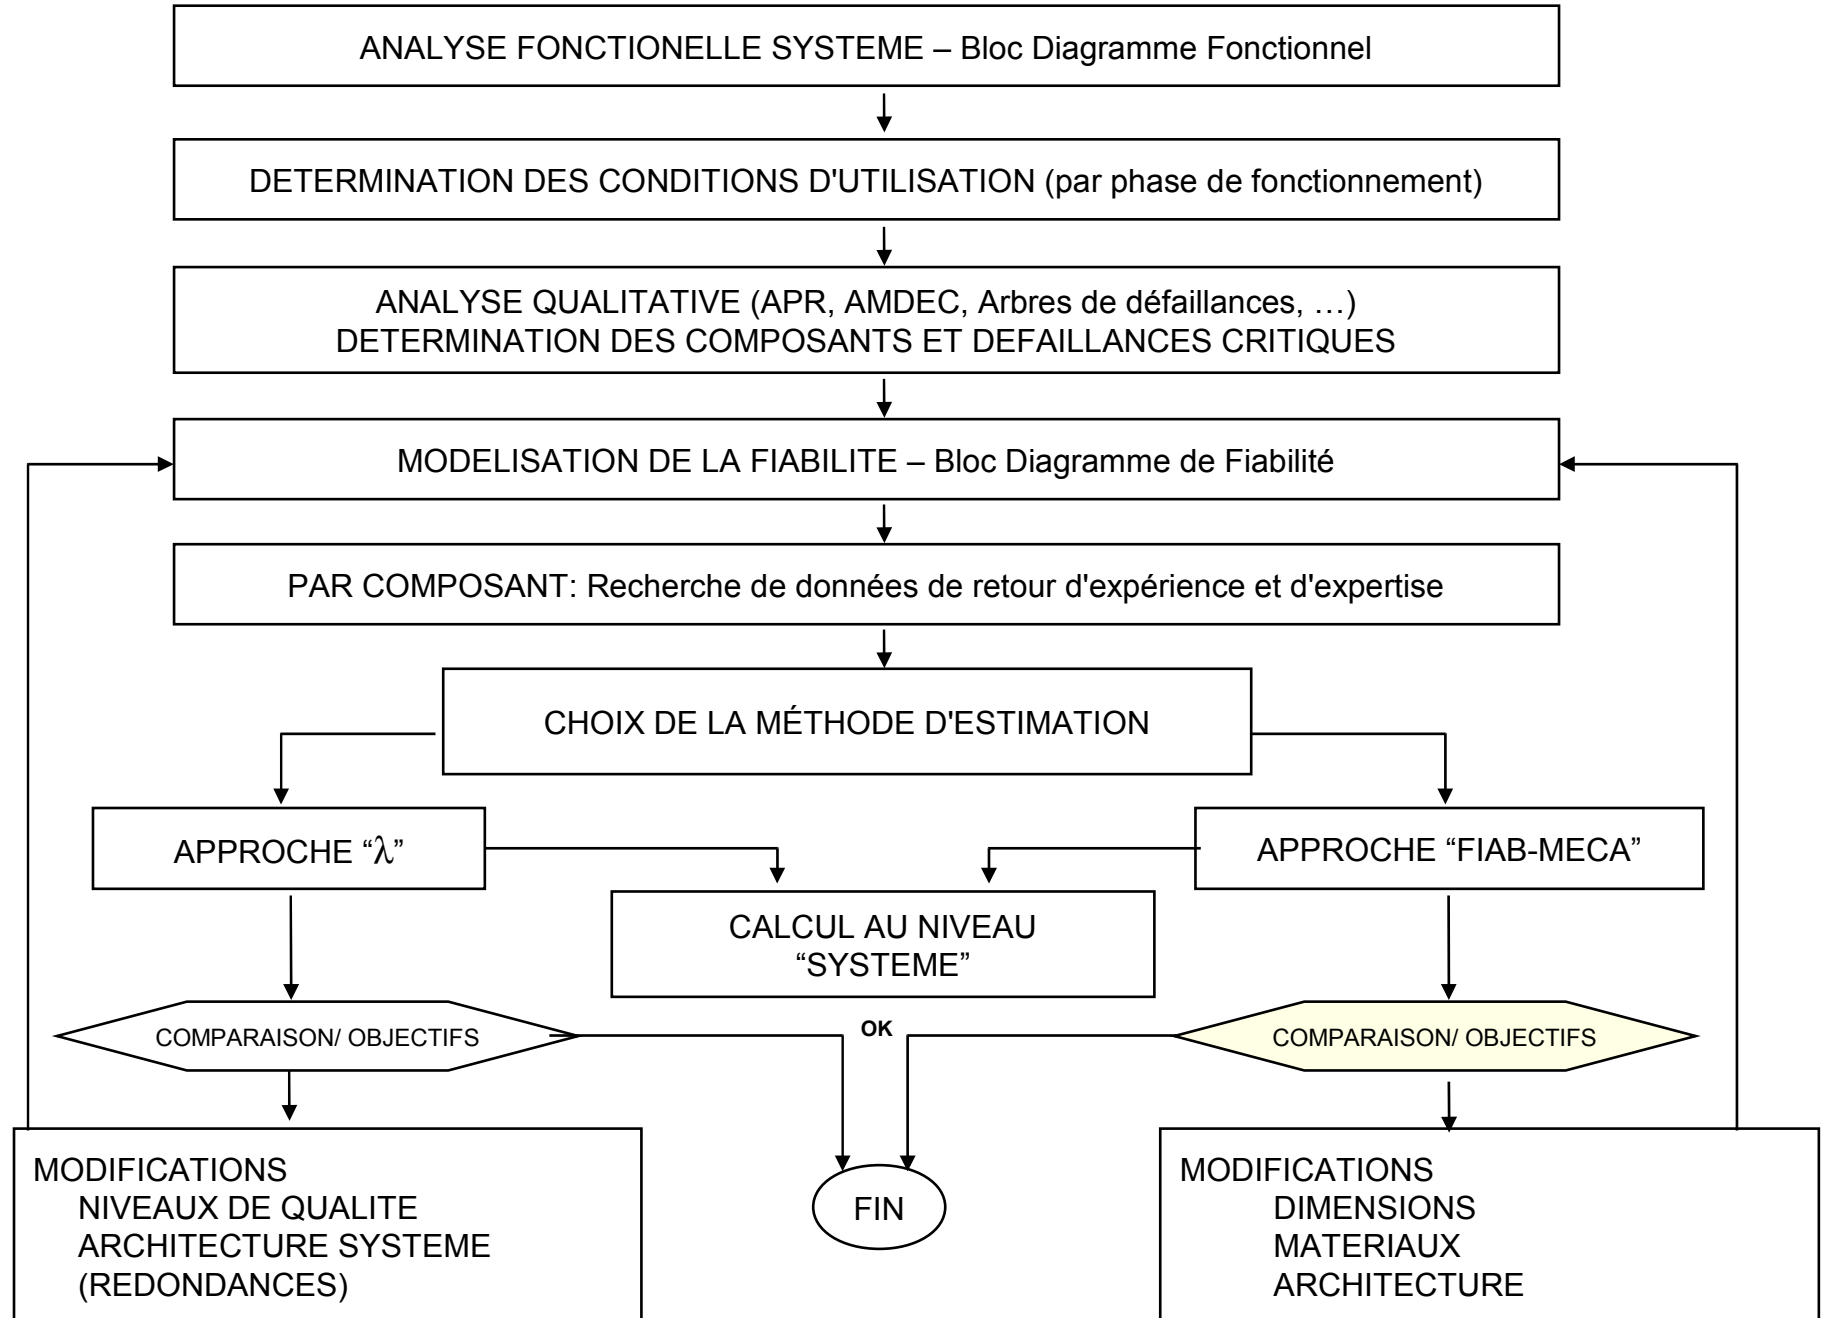 ANALYSE FONCTIONELLE SYSTEME – Bloc Diagramme Fonctionnel
DETERMINATION DES CONDITIONS D'UTILISATION (par phase de fonctionnement)
ANALYSE QUALITATIVE (APR, AMDEC, Arbres de défaillances, …)
DETERMINATION DES COMPOSANTS ET DEFAILLANCES CRITIQUES
MODELISATION DE LA FIABILITE – Bloc Diagramme de Fiabilité
PAR COMPOSANT: Recherche de données de retour d'expérience et d'expertise
CHOIX DE LA MÉTHODE D'ESTIMATION
APPROCHE “λ”
APPROCHE “FIAB-MECA”
CALCUL AU NIVEAU
“SYSTEME”
COMPARAISON/ OBJECTIFS
OK
COMPARAISON/ OBJECTIFS
MODIFICATIONS
NIVEAUX DE QUALITE
ARCHITECTURE SYSTEME
(REDONDANCES)
FIN
MODIFICATIONS
DIMENSIONS
MATERIAUX
ARCHITECTURE